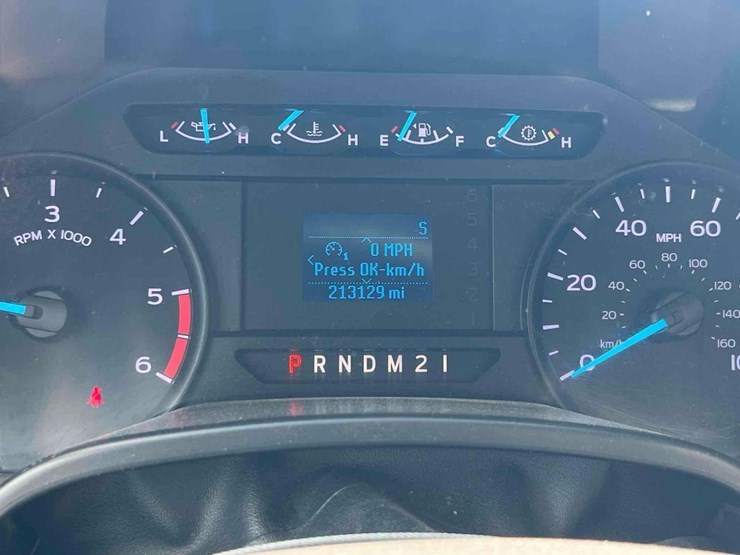 L H C H E F C H
3
4
5
6
RPM X 1000
S
0 MPH
Press OK-km/h
213129 mi
P R N D M 2 1
0
20
40
60
MPH
20
40
60
80
100
120
140
160
km/h